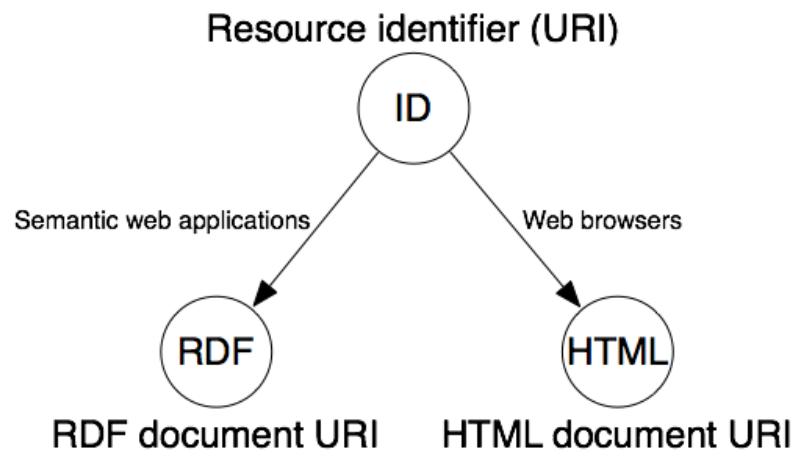 Resource identifier (URI)
ID
Semantic web applications
Web browsers
RDF
HTML
RDF document URI
HTML document URI